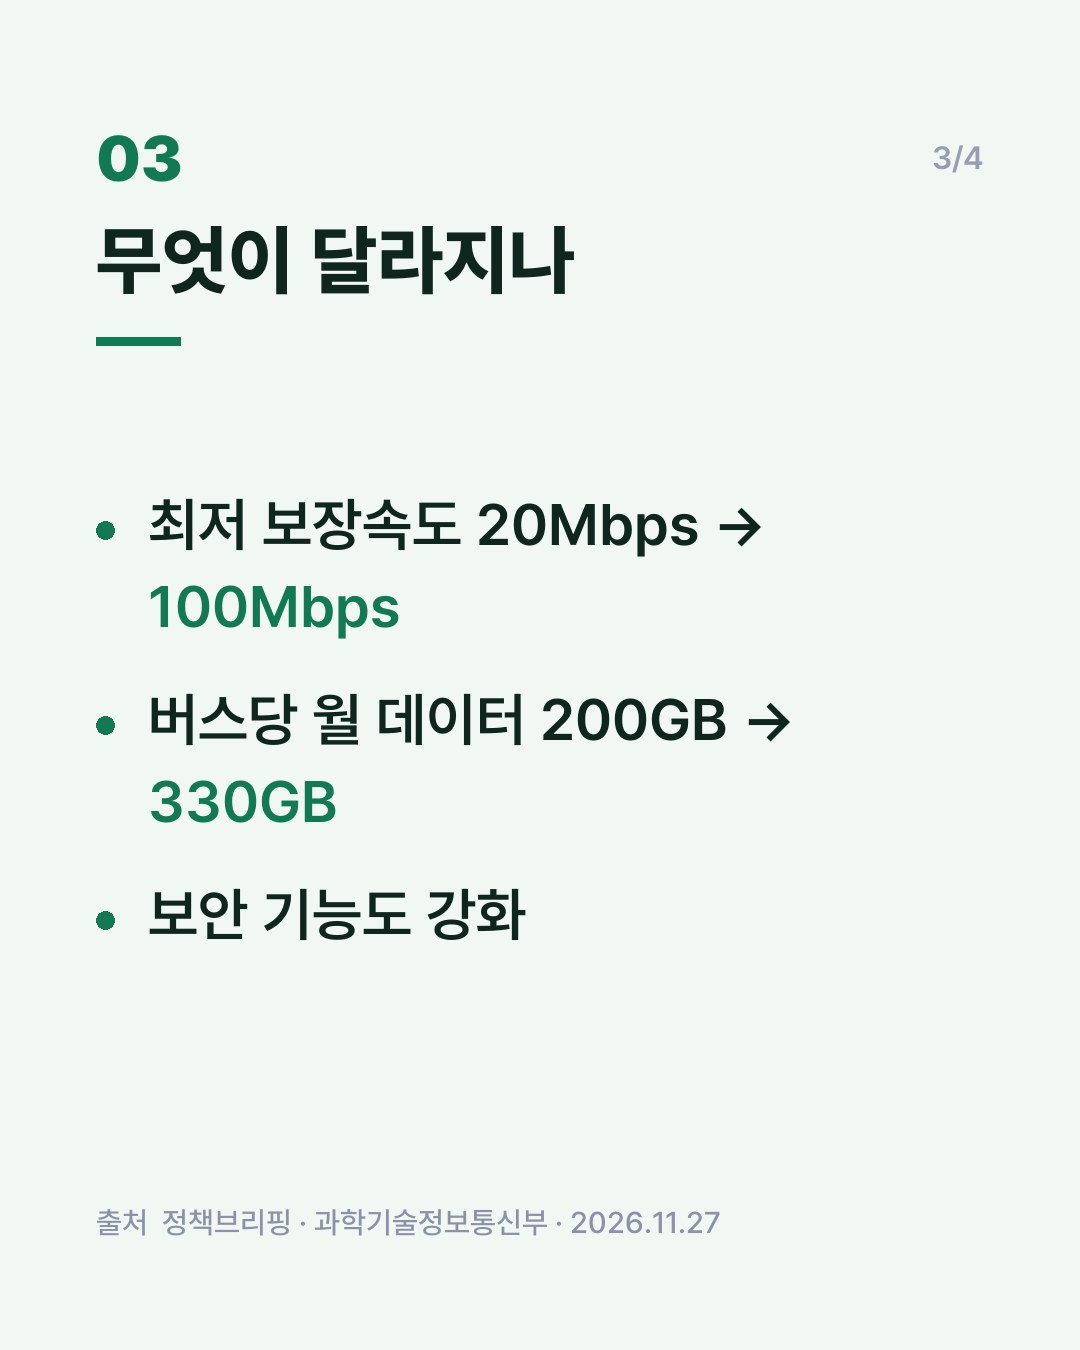 03
3/4
무엇이 달라지나
최저 보장속도 20Mbps →
100Mbps
버스당 월 데이터 200GB →
330GB
보안 기능도 강화
출처 정책브리핑 · 과학기술정보통신부 · 2026.11.27